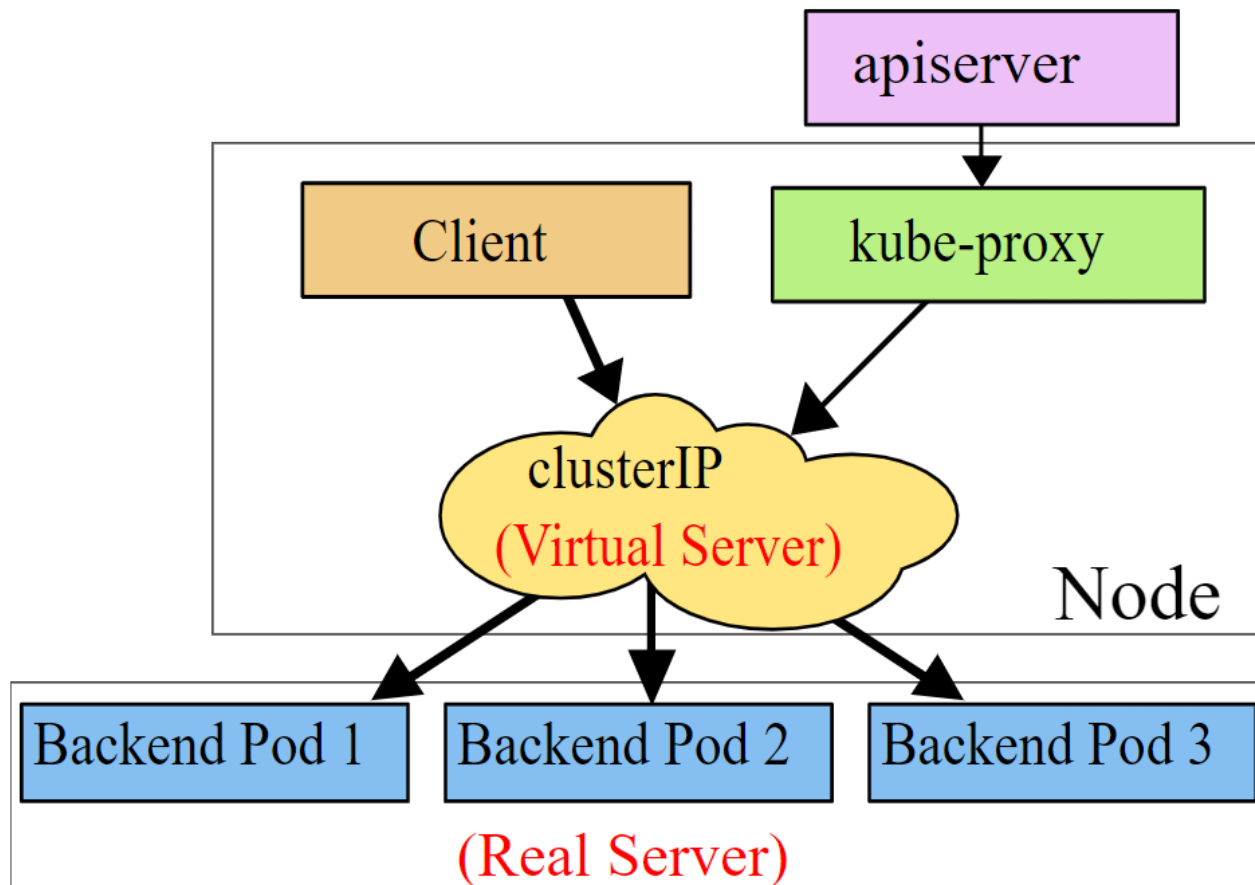 apiserver
Client
kube-proxy
clusterIP
(Virtual Server)
Node
Backend Pod 1
Backend Pod 2
Backend Pod 3
(Real Server)